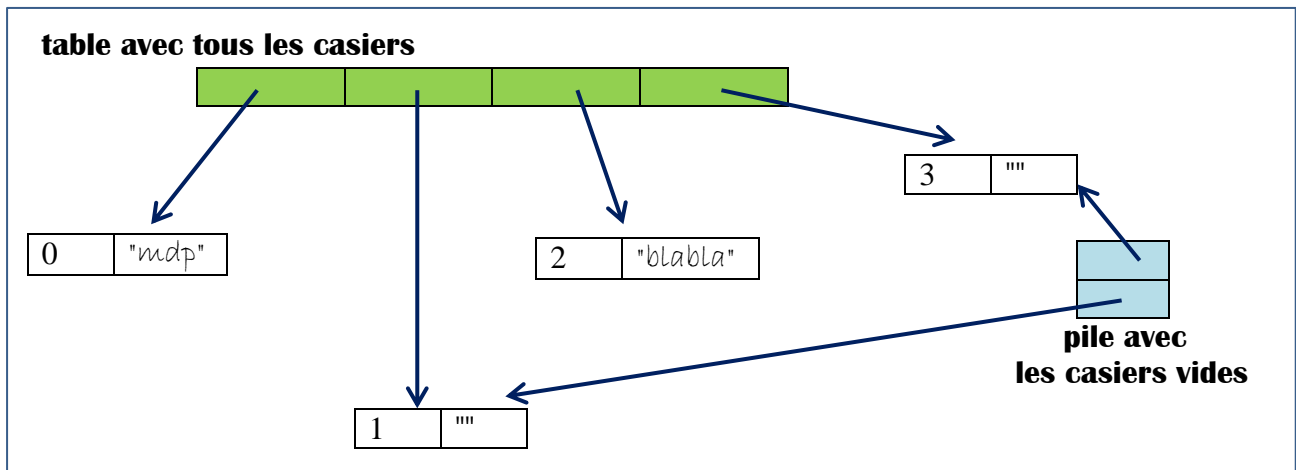 table avec tous les casiers
3 ""
0 "mdp"
2 "blabla"
pile avec
les casiers vides
1 ""